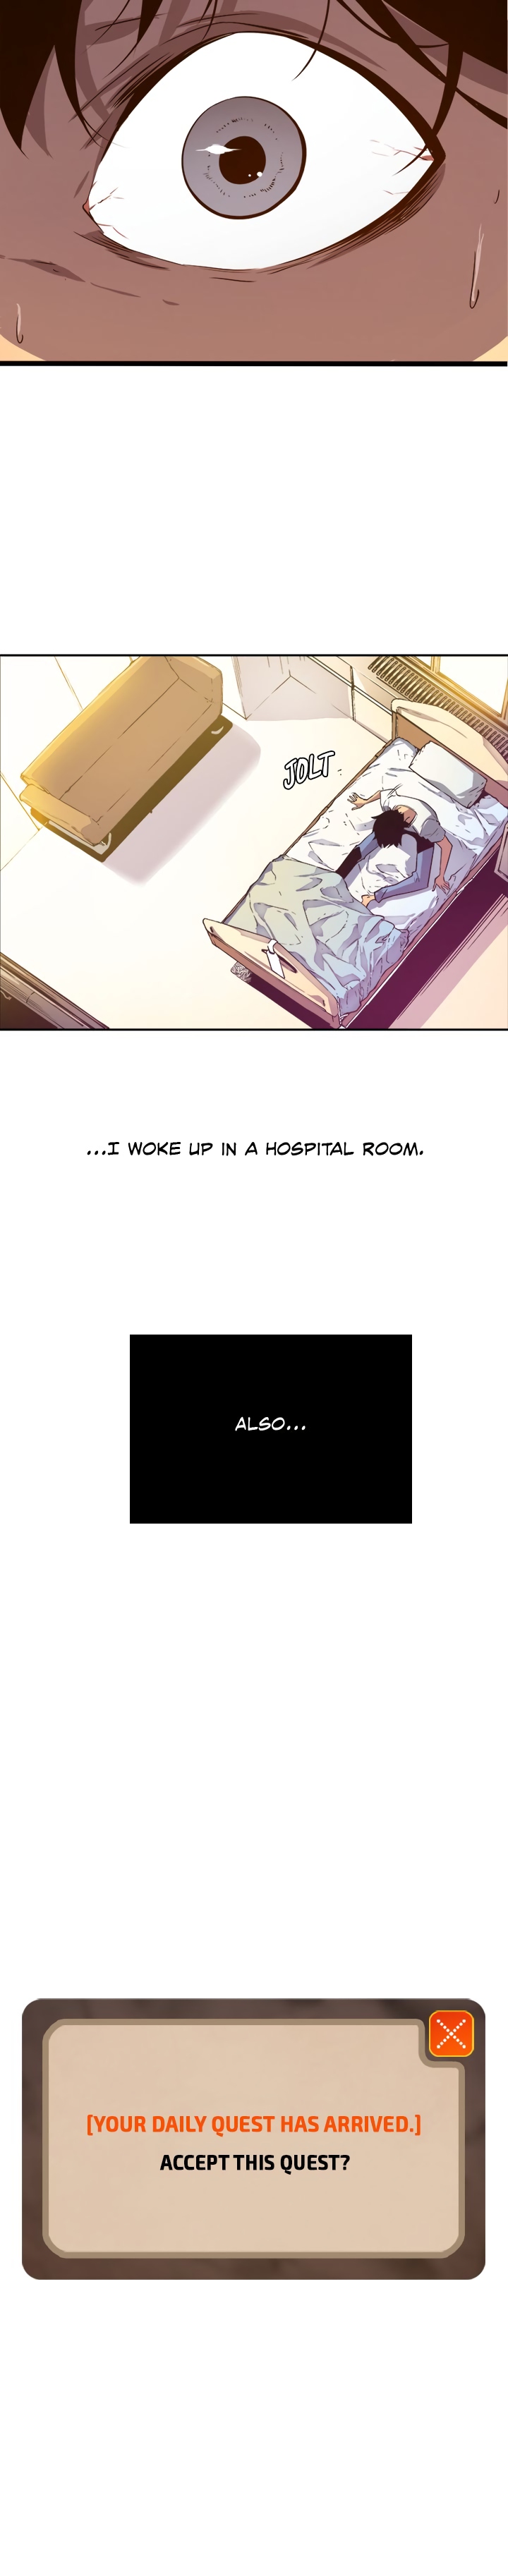 JOLT
...I WOKE UP IN A HOSPITAL ROOM.
ALSO...
[YOUR DAILY QUEST HAS ARRIVED.]
ACCEPT THIS QUEST?